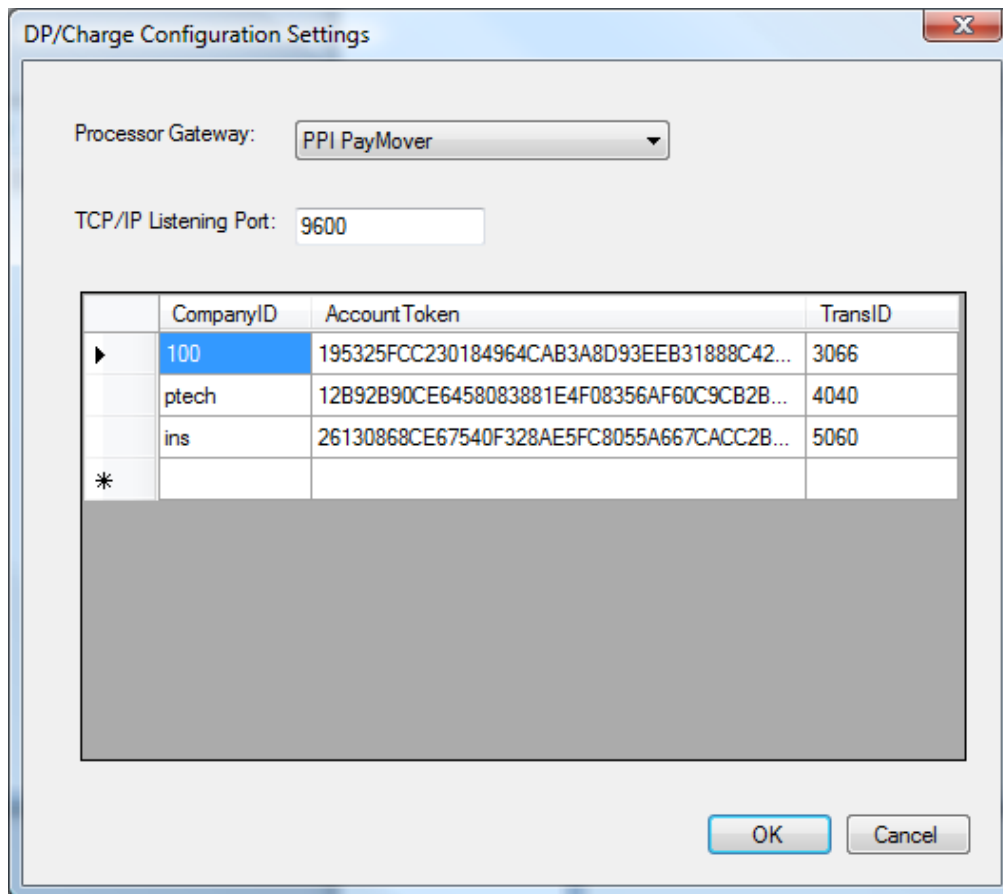 DP/Charge Configuration Settings
Processor Gateway: PPI PayMover
TCP/IP Listening Port: 9600
CompanyID AccountToken TransID
100 195325FCC230184964CAB3A8D93EEB31888C42... 3066
ptech 12B92B90CE6458083881E4F08356AF60C9CB2B... 4040
ins 26130868CE67540F328AE5FC8055A667CACC2B... 5060
OK Cancel